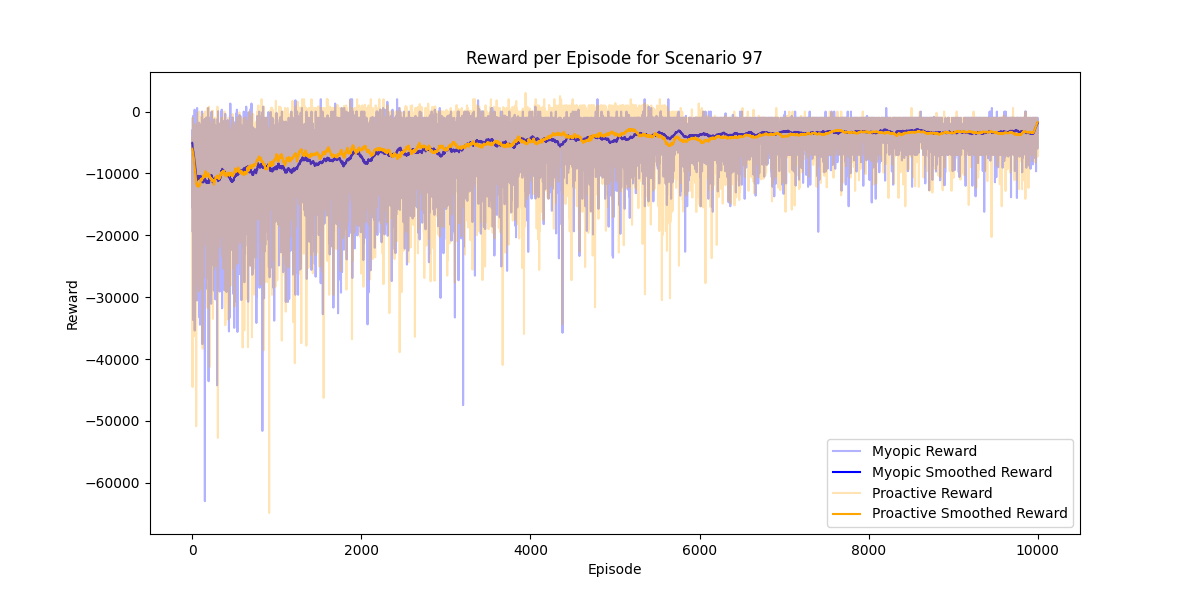 Reward per Episode for Scenario 97
Reward
0
−10000
−20000
−30000
−40000
−50000
−60000
0 2000 4000 6000 8000 10000
Episode
Myopic Reward
Myopic Smoothed Reward
Proactive Reward
Proactive Smoothed Reward